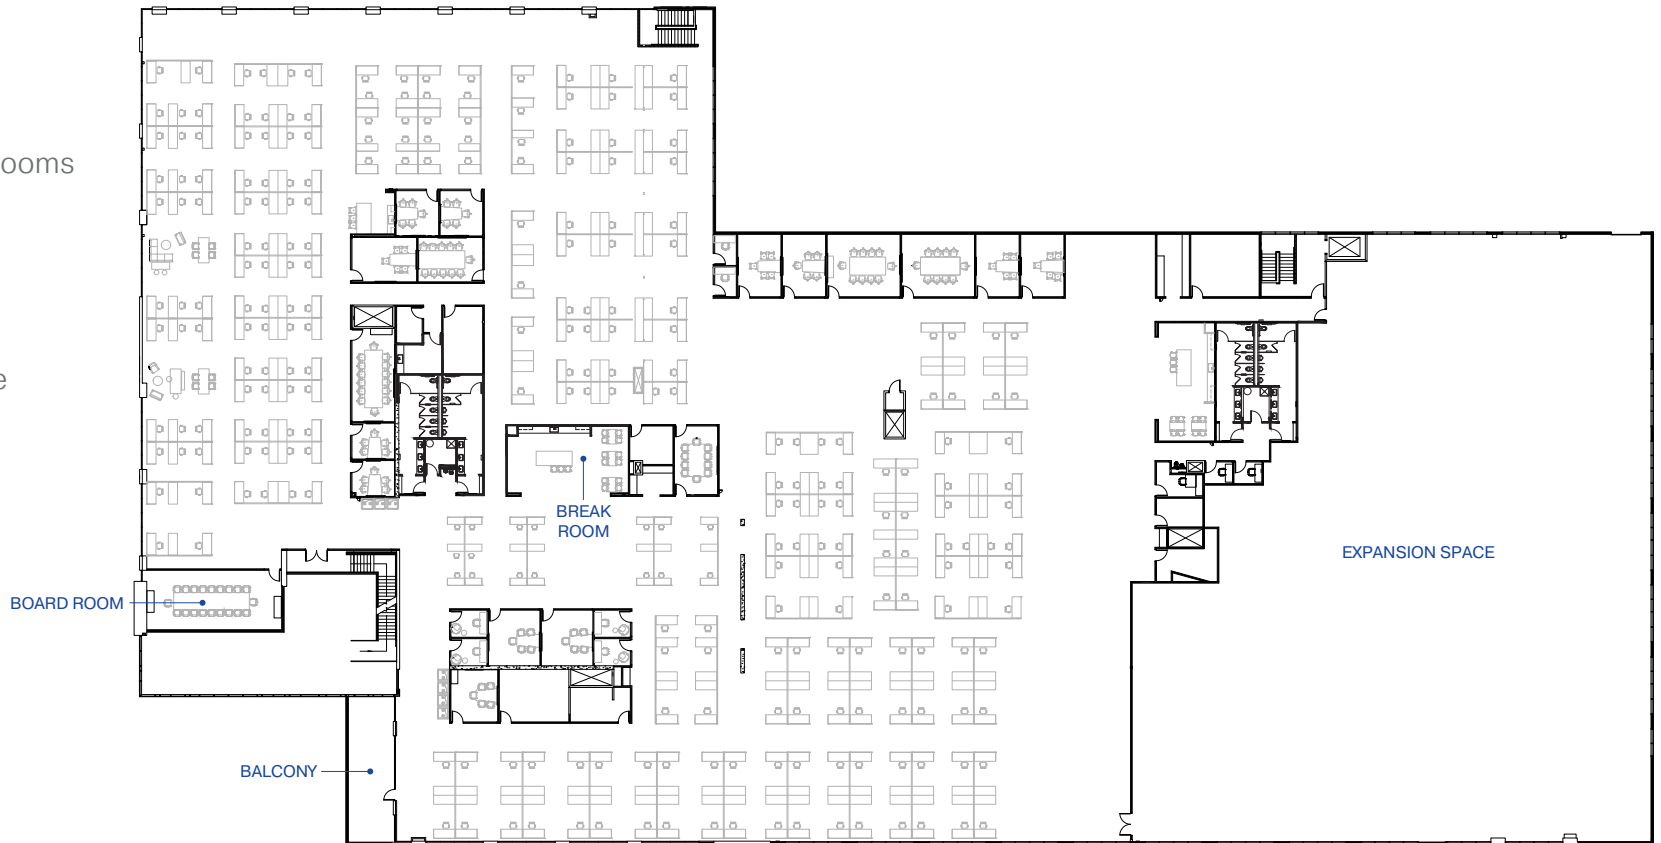 ooms
e
BREAK
ROOM
EXPANSION SPACE
BOARD ROOM
BALCONY